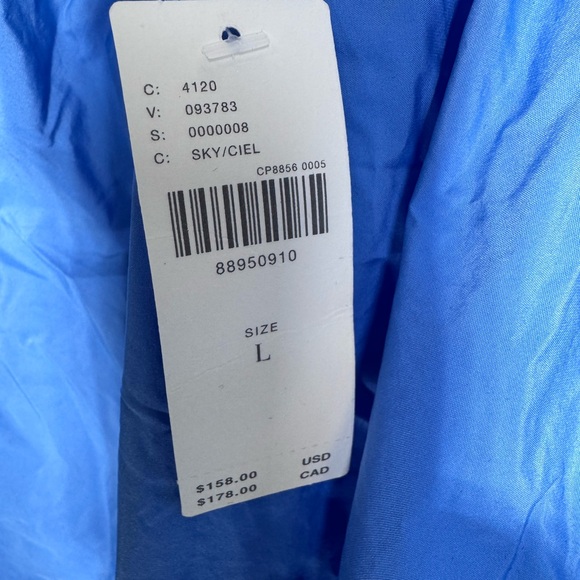 C: 4120
V: 093783
S: 0000008
C: SKY/CIEL
CP8856 0005
88950910
SIZE
L
$158.00 USD
$178.00 CAD